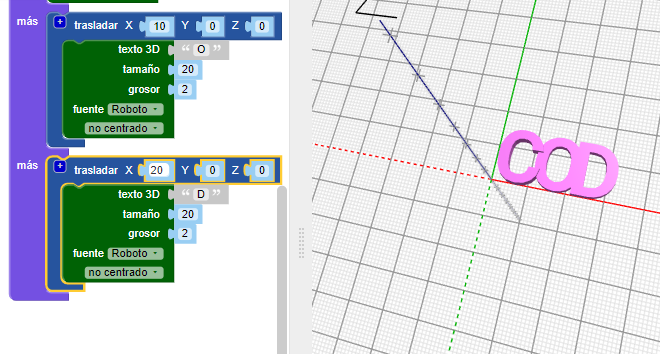 más + trasladar X 10 Y 0 Z 0
texto 3D “ O ”
tamaño 20
grosor 2
fuente Roboto
no centrado
más + trasladar X 20 Y 0 Z 0
texto 3D “ D ”
tamaño 20
grosor 2
fuente Roboto
no centrado
COD